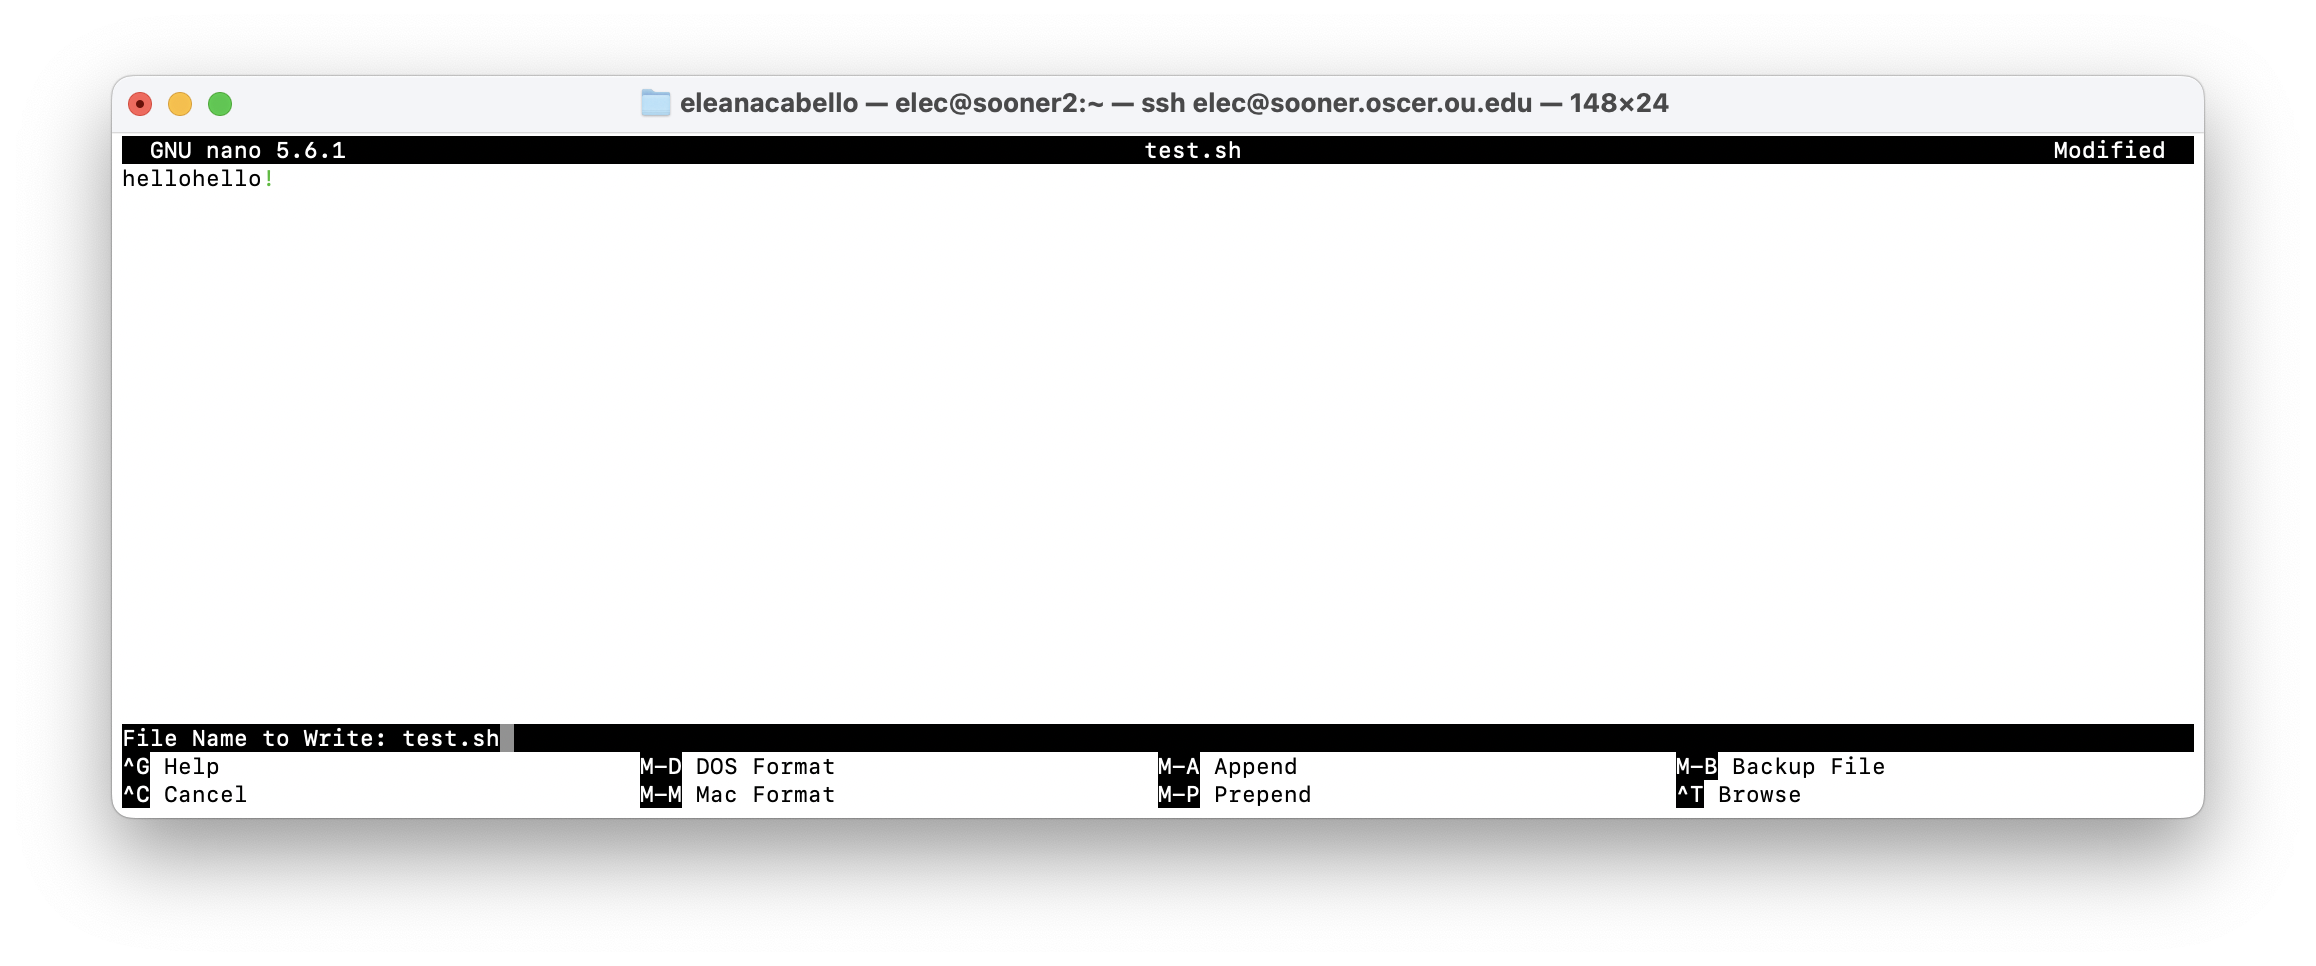 eleanacabello — elec@sooner2:~ — ssh elec@sooner.oscer.ou.edu — 148×24
GNU nano 5.6.1 test.sh Modified
hellohello!
File Name to Write: test.sh
^G Help M-D DOS Format M-A Append M-B Backup File
^C Cancel M-M Mac Format M-P Prepend ^T Browse